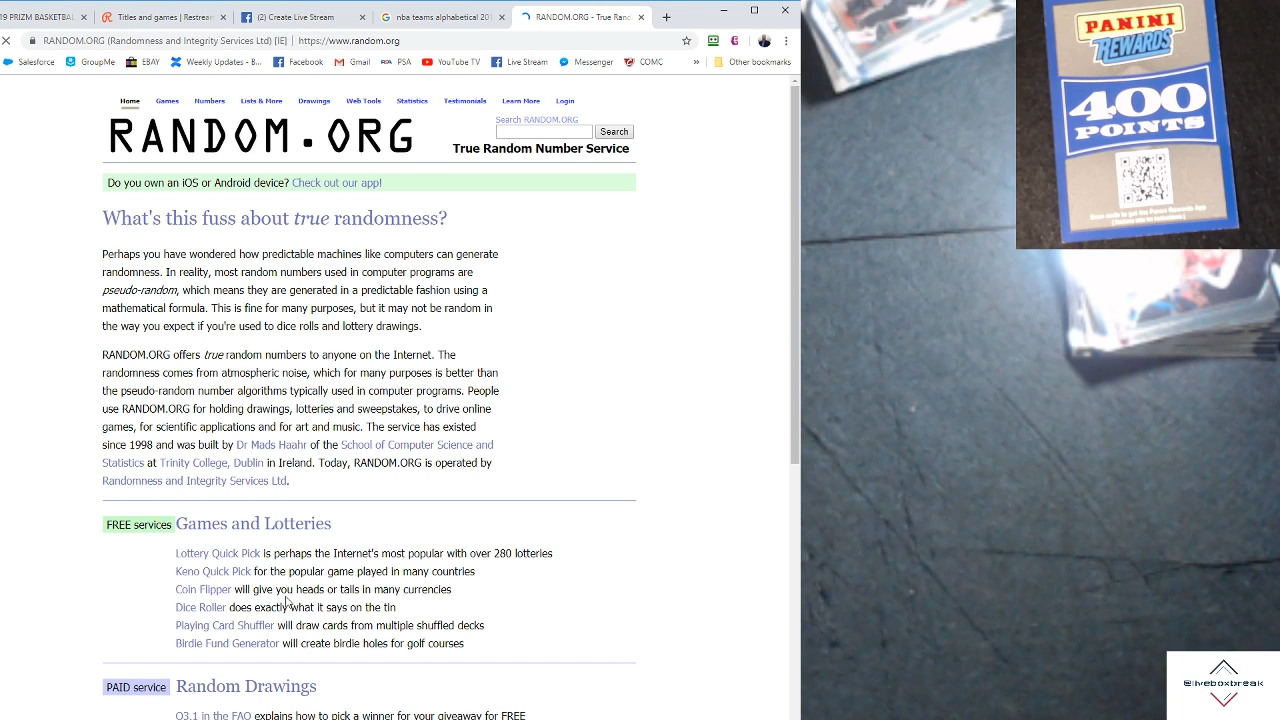 19 PRIZM BASKETBAL
Titles and games | Restream
(2) Create Live Stream
nba teams alphabetical 201
RANDOM.ORG - True Rand
RANDOM.ORG (Randomness and Integrity Services Ltd) [IE]
https://www.random.org
Salesforce
GroupMe
EBAY
Weekly Updates - B...
Facebook
Gmail
PSA
YouTube TV
Live Stream
Messenger
COMC
»
Other bookmarks
Home
Games
Numbers
Lists & More
Drawings
Web Tools
Statistics
Testimonials
Learn More
Login
RANDOM.ORG
Search RANDOM.ORG
Search
True Random Number Service
Do you own an iOS or Android device? Check out our app!
What's this fuss about true randomness?
Perhaps you have wondered how predictable machines like computers can generate
randomness. In reality, most random numbers used in computer programs are
pseudo-random, which means they are generated in a predictable fashion using a
mathematical formula. This is fine for many purposes, but it may not be random in
the way you expect if you're used to dice rolls and lottery drawings.
RANDOM.ORG offers true random numbers to anyone on the Internet. The
randomness comes from atmospheric noise, which for many purposes is better than
the pseudo-random number algorithms typically used in computer programs. People
use RANDOM.ORG for holding drawings, lotteries and sweepstakes, to drive online
games, for scientific applications and for art and music. The service has existed
since 1998 and was built by Dr Mads Haahr of the School of Computer Science and
Statistics at Trinity College, Dublin in Ireland. Today, RANDOM.ORG is operated by
Randomness and Integrity Services Ltd.
FREE services
Games and Lotteries
Lottery Quick Pick is perhaps the Internet's most popular with over 280 lotteries
Keno Quick Pick for the popular game played in many countries
Coin Flipper will give you heads or tails in many currencies
Dice Roller does exactly what it says on the tin
Playing Card Shuffler will draw cards from multiple shuffled decks
Birdie Fund Generator will create birdie holes for golf courses
PAID service
Random Drawings
Q3.1 in the FAQ explains how to pick a winner for your giveaway for FREE
PANINI
REWARDS
400
POINTS
Scan code to get the Panini Rewards App
@liveboxbreak